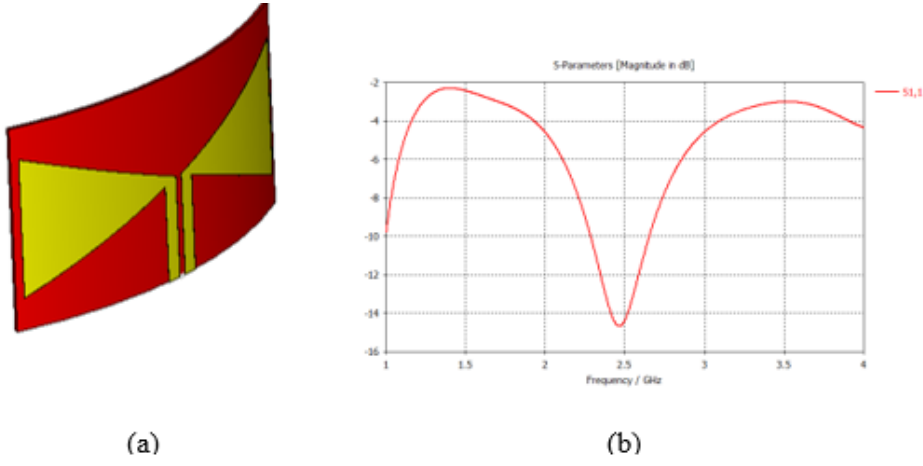 S-Parameters [Magnitude in dB]
-2
S1,1
-4
-6
-8
-10
-12
-14
-16
1 1.5 2 2.5 3 3.5 4
Frequency / GHz
(a) (b)